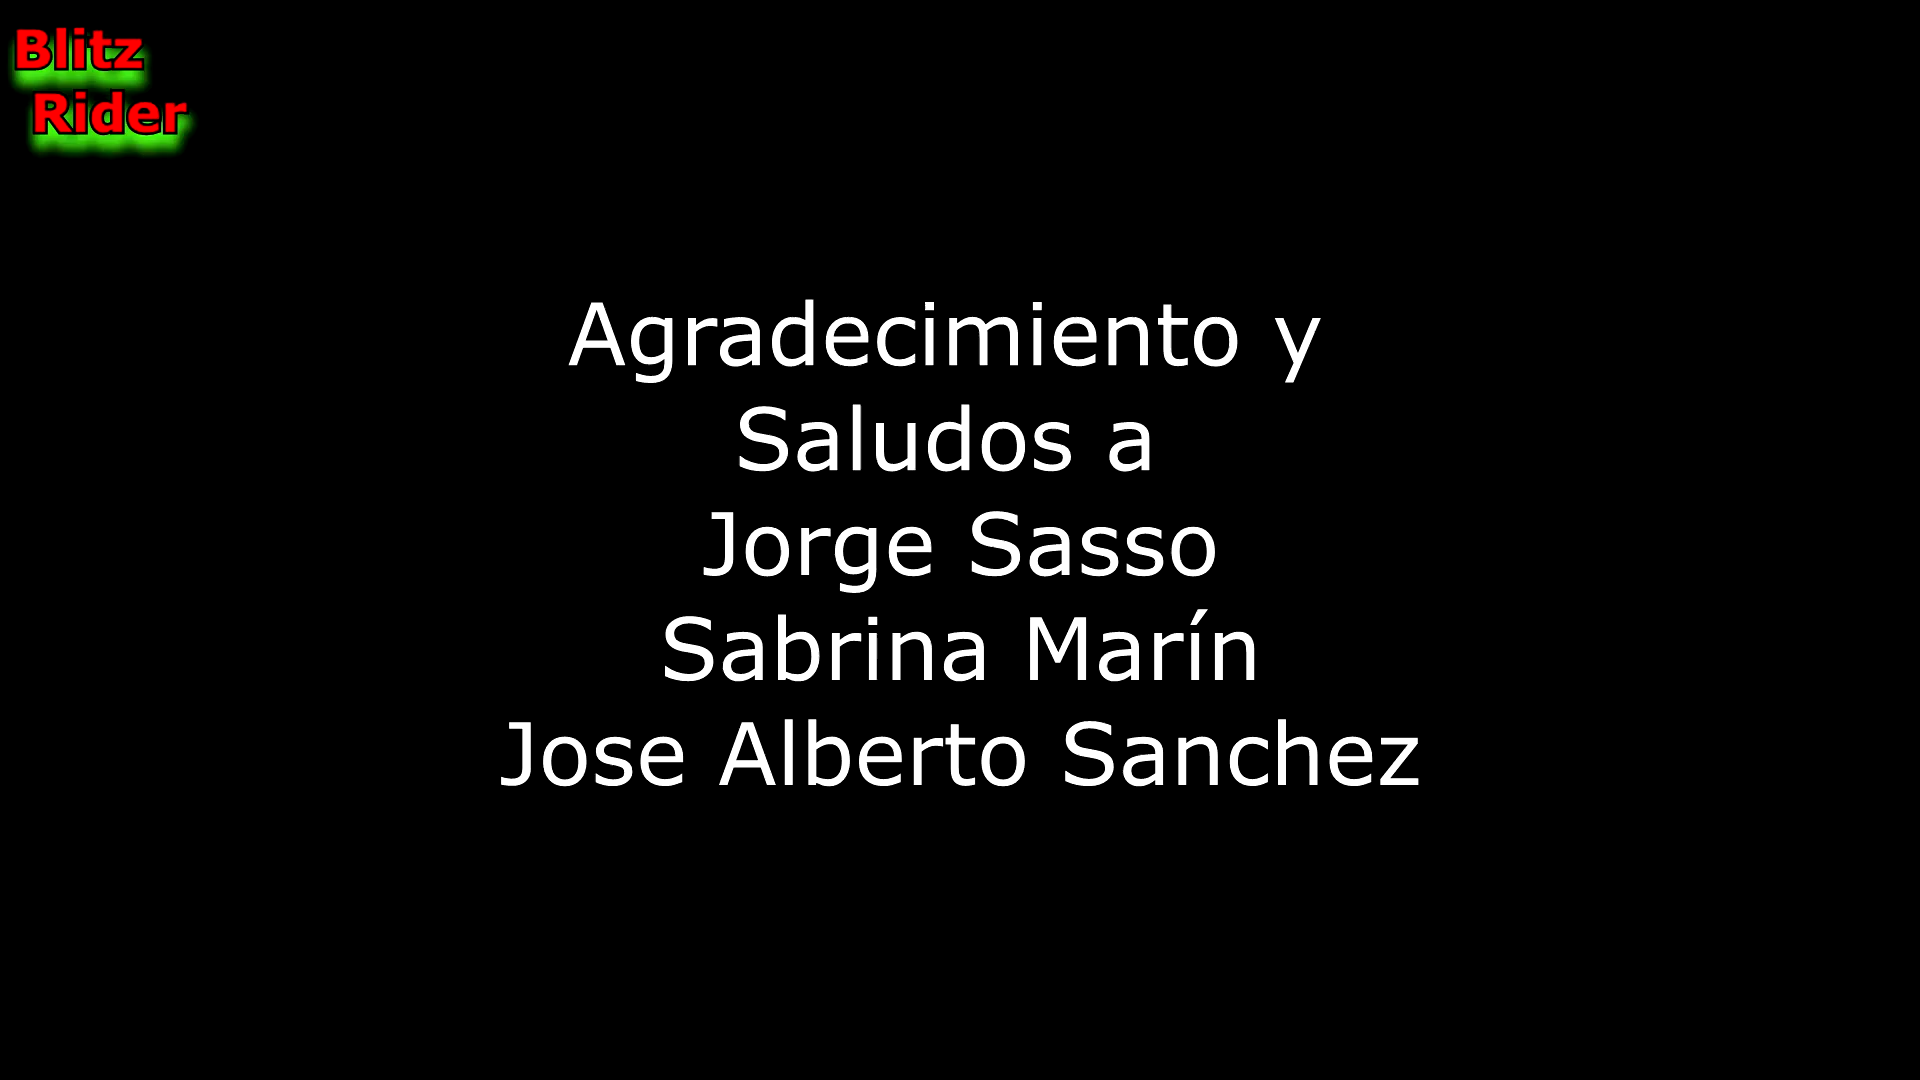 Blitz
Rider
Agradecimiento y
Saludos a
Jorge Sasso
Sabrina Marín
Jose Alberto Sanchez